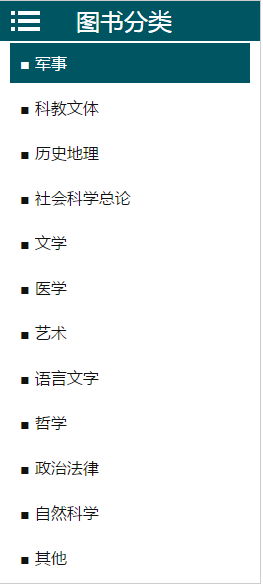 图书分类
▪ 军事
▪ 科教文体
▪ 历史地理
▪ 社会科学总论
▪ 文学
▪ 医学
▪ 艺术
▪ 语言文字
▪ 哲学
▪ 政治法律
▪ 自然科学
▪ 其他